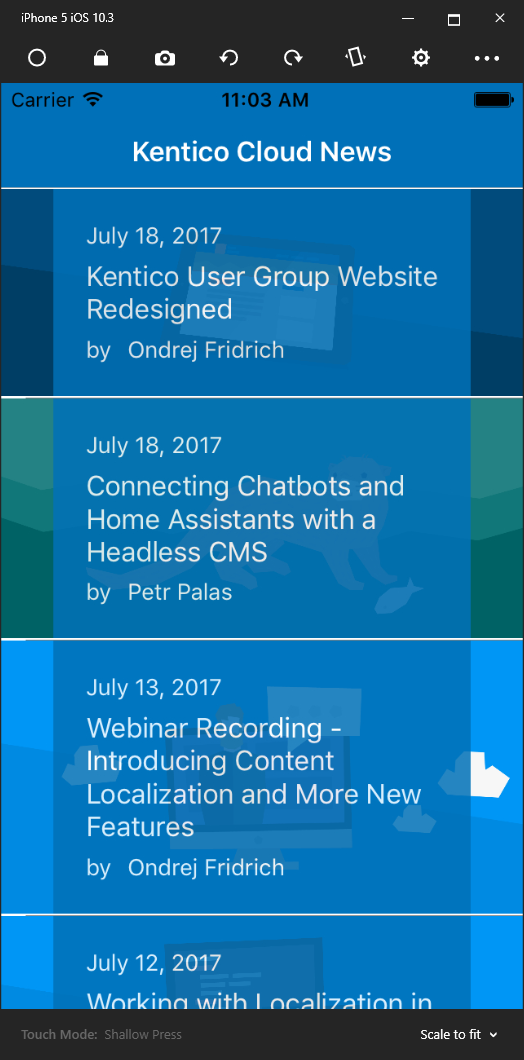 iPhone 5 iOS 10.3
Carrier 11:03 AM
Kentico Cloud News
July 18, 2017
Kentico User Group Website
Redesigned
by Ondrej Fridrich
July 18, 2017
Connecting Chatbots and
Home Assistants with a
Headless CMS
by Petr Palas
July 13, 2017
Webinar Recording -
Introducing Content
Localization and More New
Features
by Ondrej Fridrich
July 12, 2017
Working with Localization in
Touch Mode: Shallow Press Scale to fit